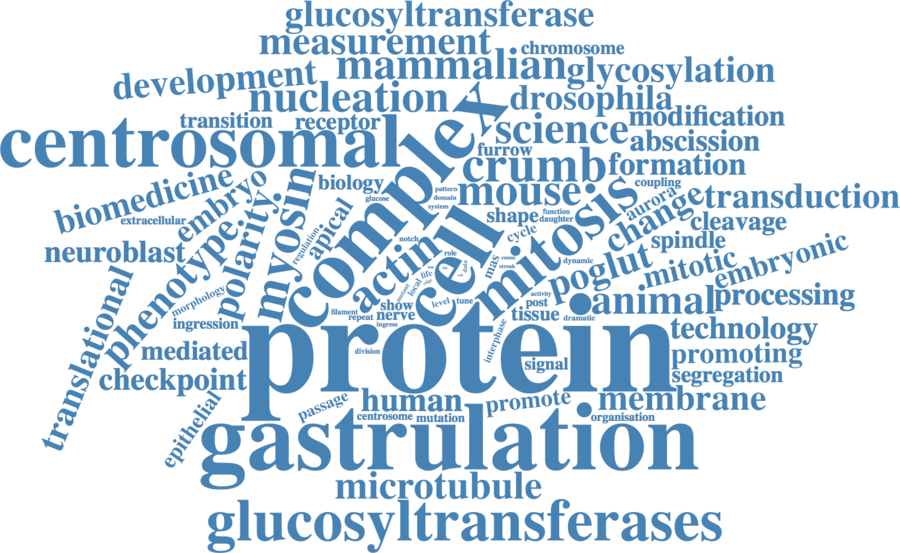 glucosyltransferase
measurement
chromosome
mammalian
glycosylation
development
nucleation
drosophila
transition
receptor
complex
science
modification
centrosomal
furrow
abscission
crumb
formation
biomedicine
embryo
biology
glucose
pattern
domain
system
mouse
mitosis
coupling
aurora
transduction
extracellular
polarity
myosin
apical
shape
function
daughter
change
cleavage
neuroblast
phenotype
regulation
notch
actin
cell
role
cycle
spindle
mas
cause
streak
dynamic
poglut
mitotic
embryonic
translational
morphology
local
life
data
level
tune
activity
post
animal
processing
ingression
filament
show
repeat
nerve
ingress
tissue
dramatic
protein
technology
mediated
division
interphase
signal
promoting
checkpoint
segregation
epithelial
passage
human
promote
membrane
centrosome
mutation
organisation
gastrulation
microtubule
glucosyltransferases